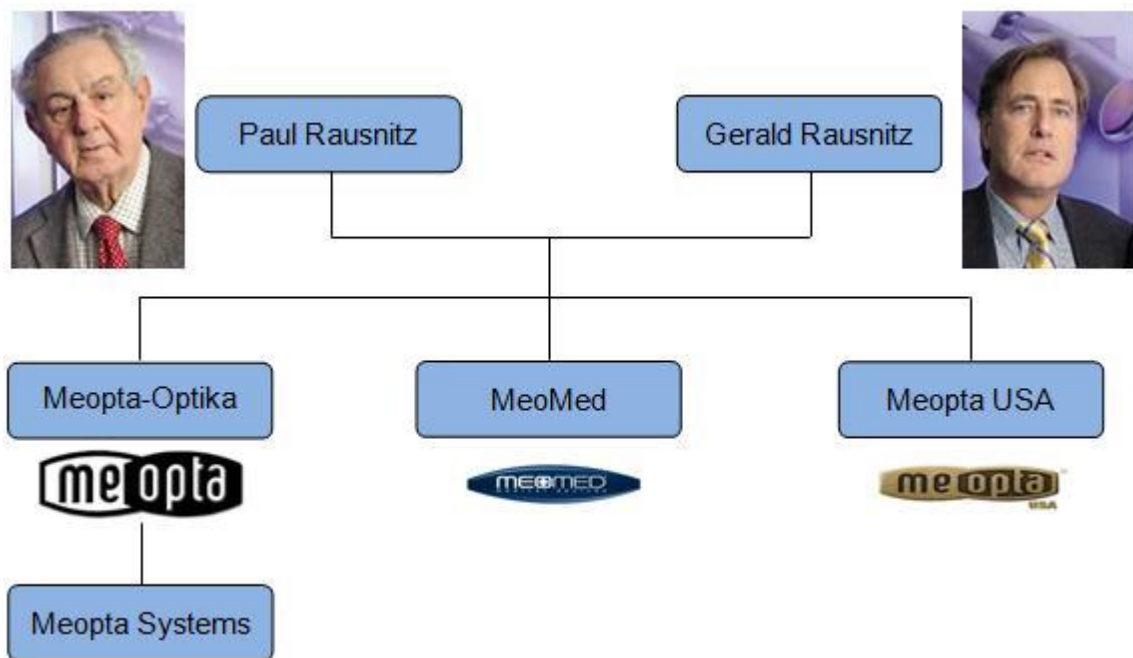 Paul Rausnitz
Gerald Rausnitz
Meopta-Optika
MeoMed
Meopta USA
meopta
MEOMED
meopta
USA
Meopta Systems